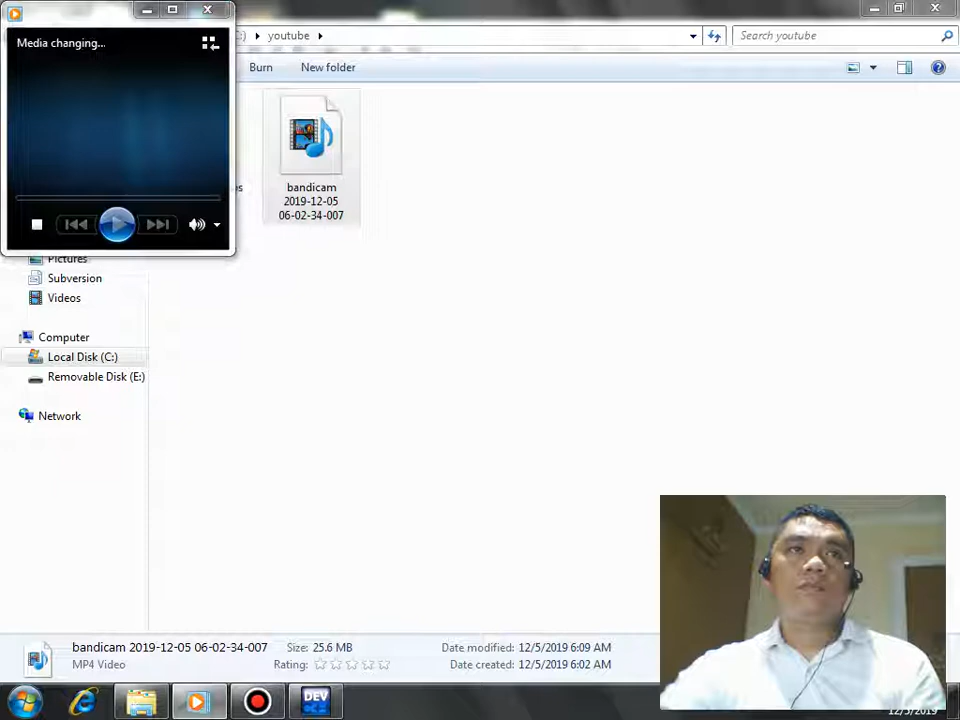 Media changing...
youtube
Search youtube
Burn
New folder
bandicam
2019-12-05
06-02-34-007
Pictures
Subversion
Videos
Computer
Local Disk (C:)
Removable Disk (E:)
Network
bandicam 2019-12-05 06-02-34-007
Size: 25.6 MB
Date modified: 12/5/2019 6:09 AM
MP4 Video
Rating:
Date created: 12/5/2019 6:02 AM
DEV
12/5/2019